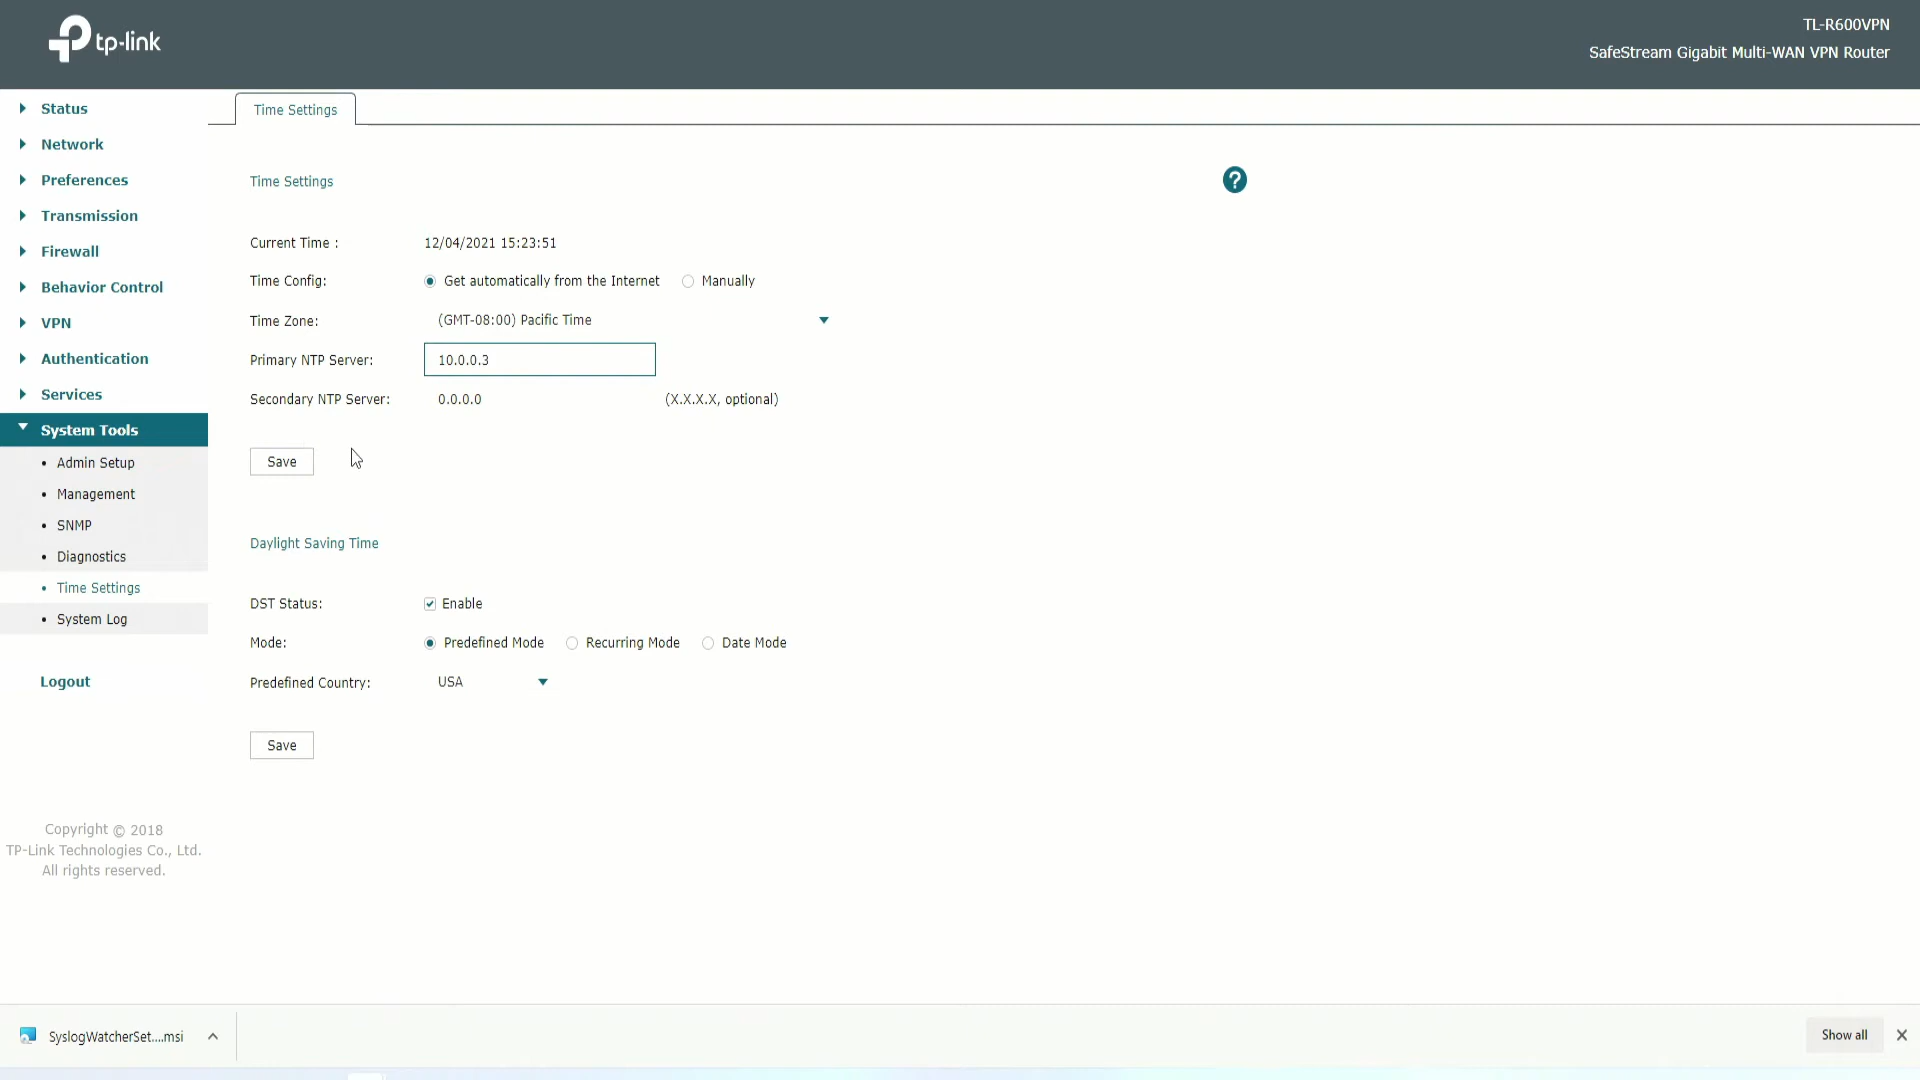 tp-link
TL-R600VPN
SafeStream Gigabit Multi-WAN VPN Router
Status
Network
Preferences
Transmission
Firewall
Behavior Control
VPN
Authentication
Services
System Tools
Admin Setup
Management
SNMP
Diagnostics
Time Settings
System Log
Logout
Copyright © 2018
TP-Link Technologies Co., Ltd.
All rights reserved.
Time Settings
Time Settings
?
Current Time : 12/04/2021 15:23:51
Time Config: Get automatically from the Internet Manually
Time Zone: (GMT-08:00) Pacific Time
Primary NTP Server: 10.0.0.3
Secondary NTP Server: 0.0.0.0 (X.X.X.X, optional)
Save
Daylight Saving Time
DST Status: Enable
Mode: Predefined Mode Recurring Mode Date Mode
Predefined Country: USA
Save
SyslogWatcherSet....msi
Show all